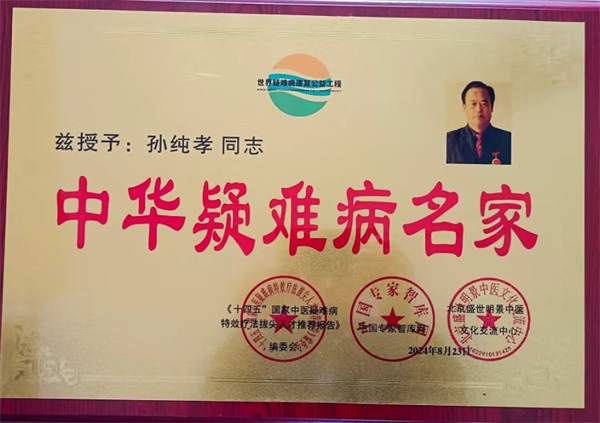 世界疑难病康复公益工程
兹授予：孙纯孝 同志
中华疑难病名家
《十四五”国家中医疑难病
特效疗法拔尖人才推荐报告》
编委会
中国专家智库网
北京盛世明景中医
文化交流中心
2024年8月23日
中国专家智库